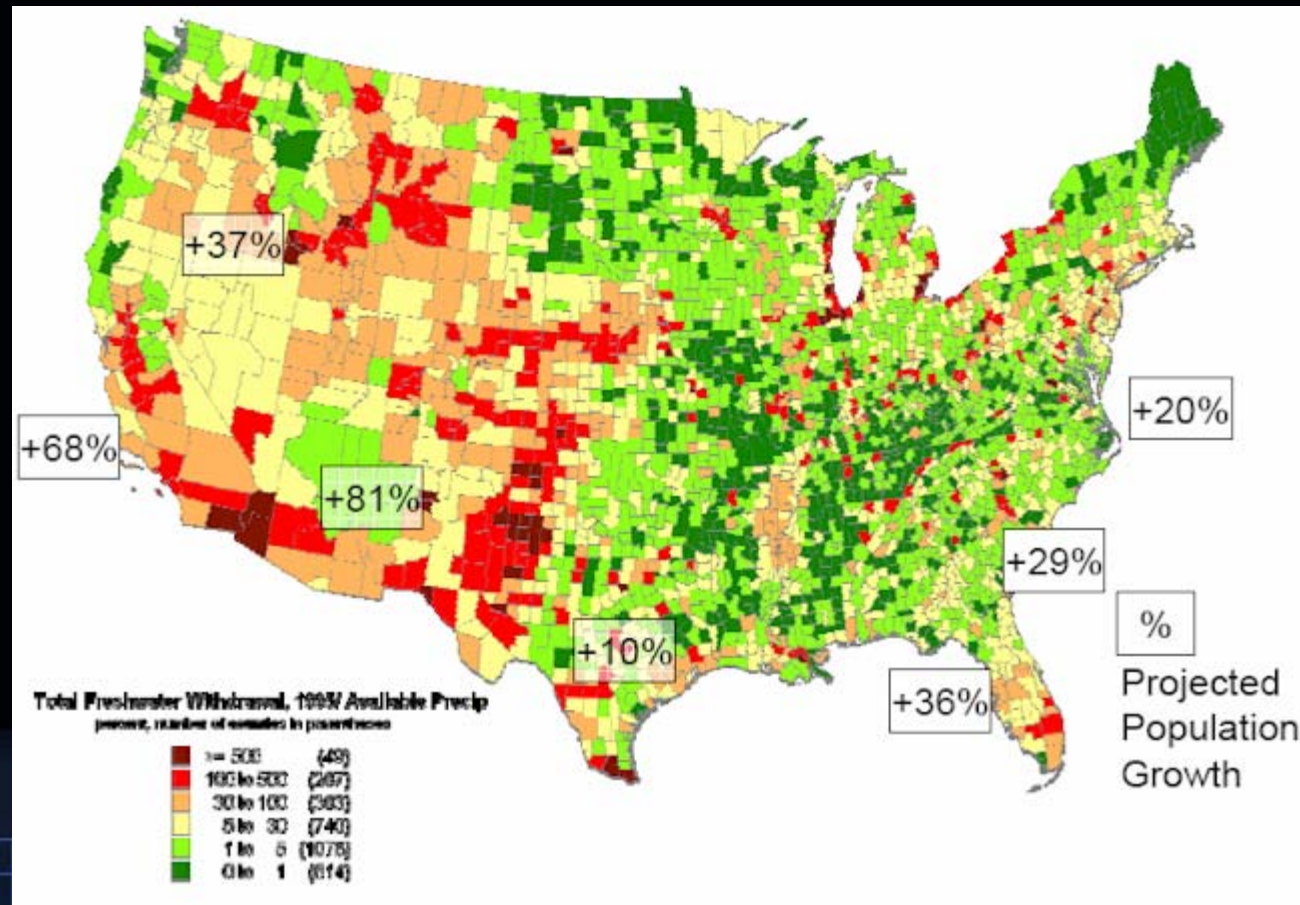 +37%
+68%
+81%
+20%
+29%
+10%
+36%
%
Projected
Population
Growth
Total Freshwater Withdrawal, 1995/ Available Precip
percent, number of counties in parentheses
>= 500 (49)
100 to 500 (267)
30 to 100 (363)
5 to 30 (740)
1 to 5 (1078)
0 to 1 (614)